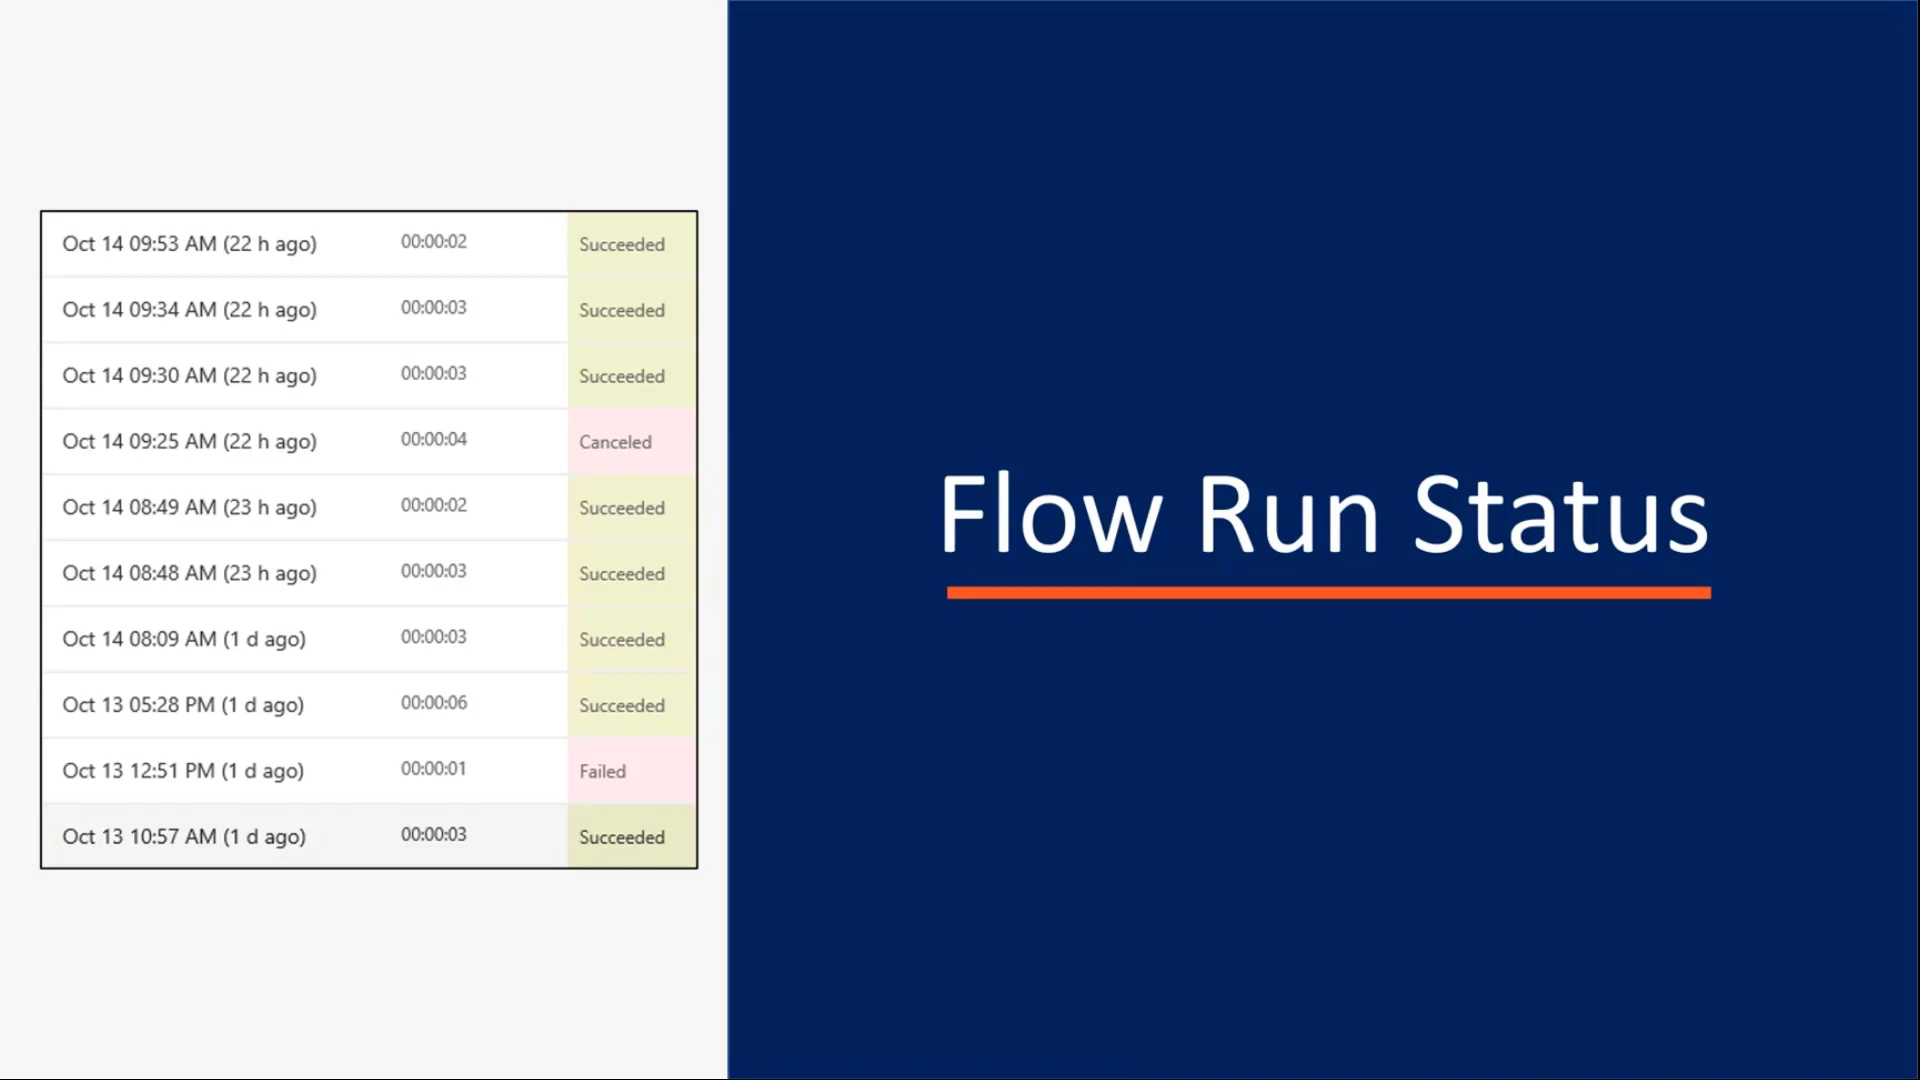 Oct 14 09:53 AM (22 h ago) 00:00:02 Succeeded
Oct 14 09:34 AM (22 h ago) 00:00:03 Succeeded
Oct 14 09:30 AM (22 h ago) 00:00:03 Succeeded
Oct 14 09:25 AM (22 h ago) 00:00:04 Canceled
Oct 14 08:49 AM (23 h ago) 00:00:02 Succeeded
Oct 14 08:48 AM (23 h ago) 00:00:03 Succeeded
Oct 14 08:09 AM (1 d ago) 00:00:03 Succeeded
Oct 13 05:28 PM (1 d ago) 00:00:06 Succeeded
Oct 13 12:51 PM (1 d ago) 00:00:01 Failed
Oct 13 10:57 AM (1 d ago) 00:00:03 Succeeded
Flow Run Status